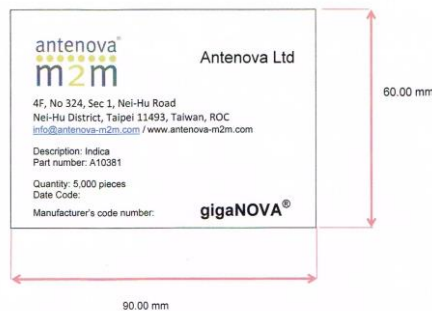 antenova®
m2m
Antenova Ltd
4F, No 324, Sec 1, Nei-Hu Road
Nei-Hu District, Taipei 11493, Taiwan, ROC
info@antenova-m2m.com / www.antenova-m2m.com
Description: Indica
Part number: A10381
Quantity: 5,000 pieces
Date Code:
Manufacturer's code number:
gigaNOVA®
60.00 mm
90.00 mm